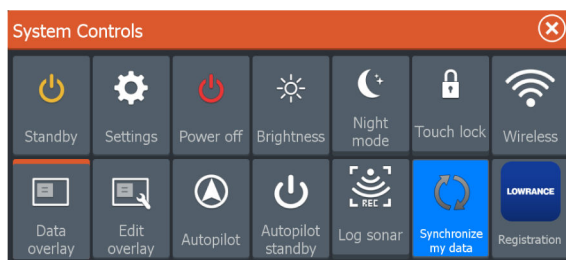 System Controls
Standby
Settings
Power off
Brightness
Night
mode
Touch lock
Wireless
Data
overlay
Edit
overlay
Autopilot
Autopilot
standby
REC
Log sonar
Synchronize
my data
LOWRANCE
Registration